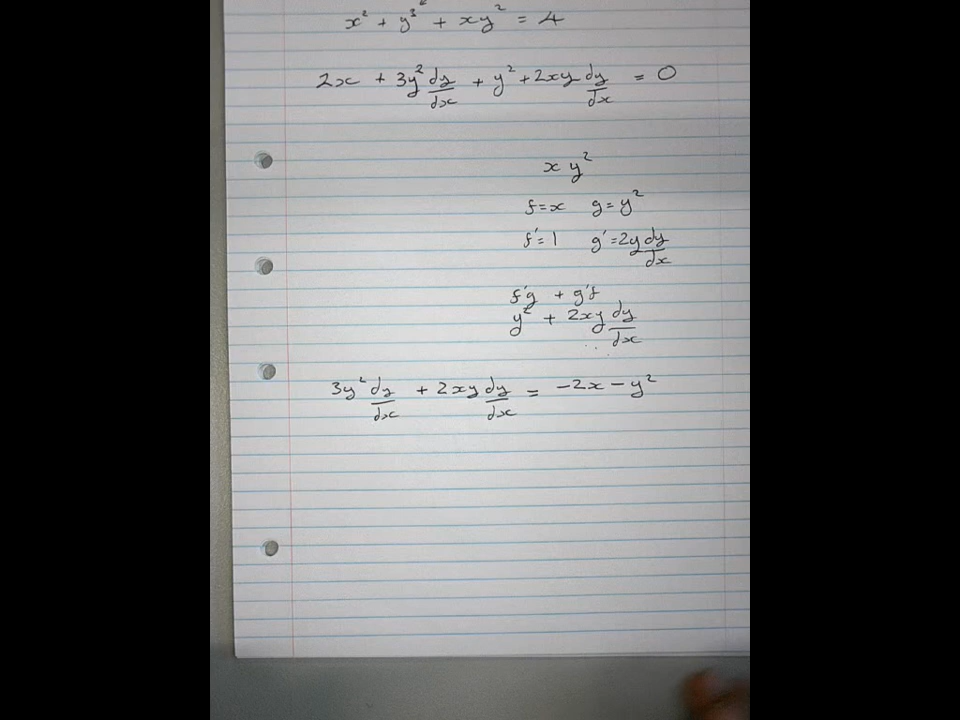 x² + y³ + xy² = 4
2x + 3y² dy/dx + y² + 2xy dy/dx = 0
xy²
f = x g = y²
f' = 1 g' = 2y dy/dx
f'g + g'f
y² + 2xy dy/dx
3y² dy/dx + 2xy dy/dx = -2x - y²